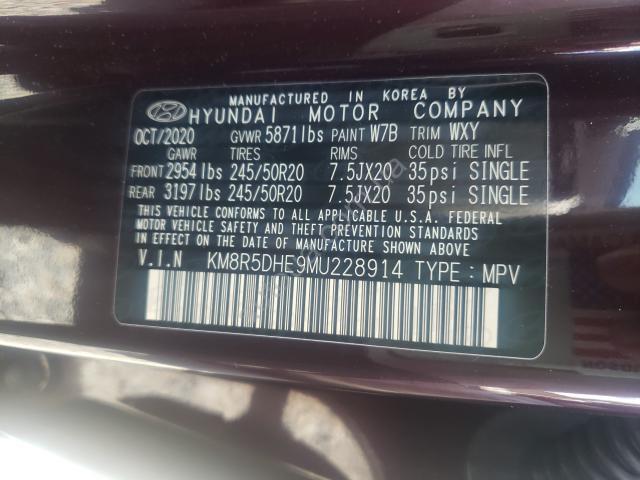 MANUFACTURED IN KOREA BY
HYUNDAI MOTOR COMPANY
OCT/2020 GVWR 5871lbs PAINT W7B TRIM WXY
GAWR TIRES RIMS COLD TIRE INFL
FRONT 2954lbs 245/50R20 7.5JX20 35psi SINGLE
REAR 3197lbs 245/50R20 7.5JX20 35psi SINGLE
THIS VEHICLE CONFORMS TO ALL APPLICABLE U.S.A. FEDERAL
MOTOR VEHICLE SAFETY AND THEFT PREVENTION STANDARDS
IN EFFECT ON THE DATE OF MANUFACTURE SHOWN ABOVE.
V.I.N KM8R5DHE9MU228914 TYPE : MPV